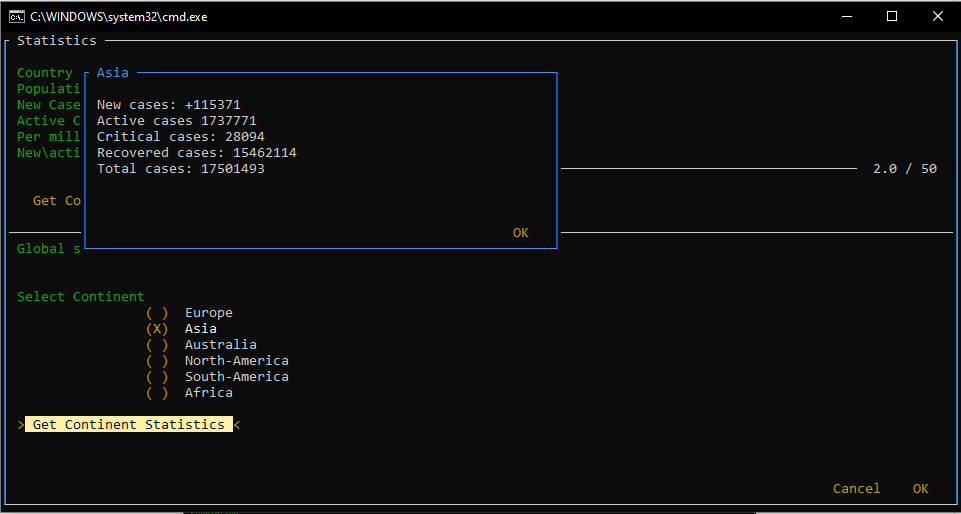 C:\WINDOWS\system32\cmd.exe
Statistics
Country
Populati
New Case
Active C
Per mill
New\acti
Asia
New cases: +115371
Active cases 1737771
Critical cases: 28094
Recovered cases: 15462114
Total cases: 17501493
OK
2.0 / 50
Get Co
Global s
Select Continent
( ) Europe
(X) Asia
( ) Australia
( ) North-America
( ) South-America
( ) Africa
> Get Continent Statistics <
Cancel OK